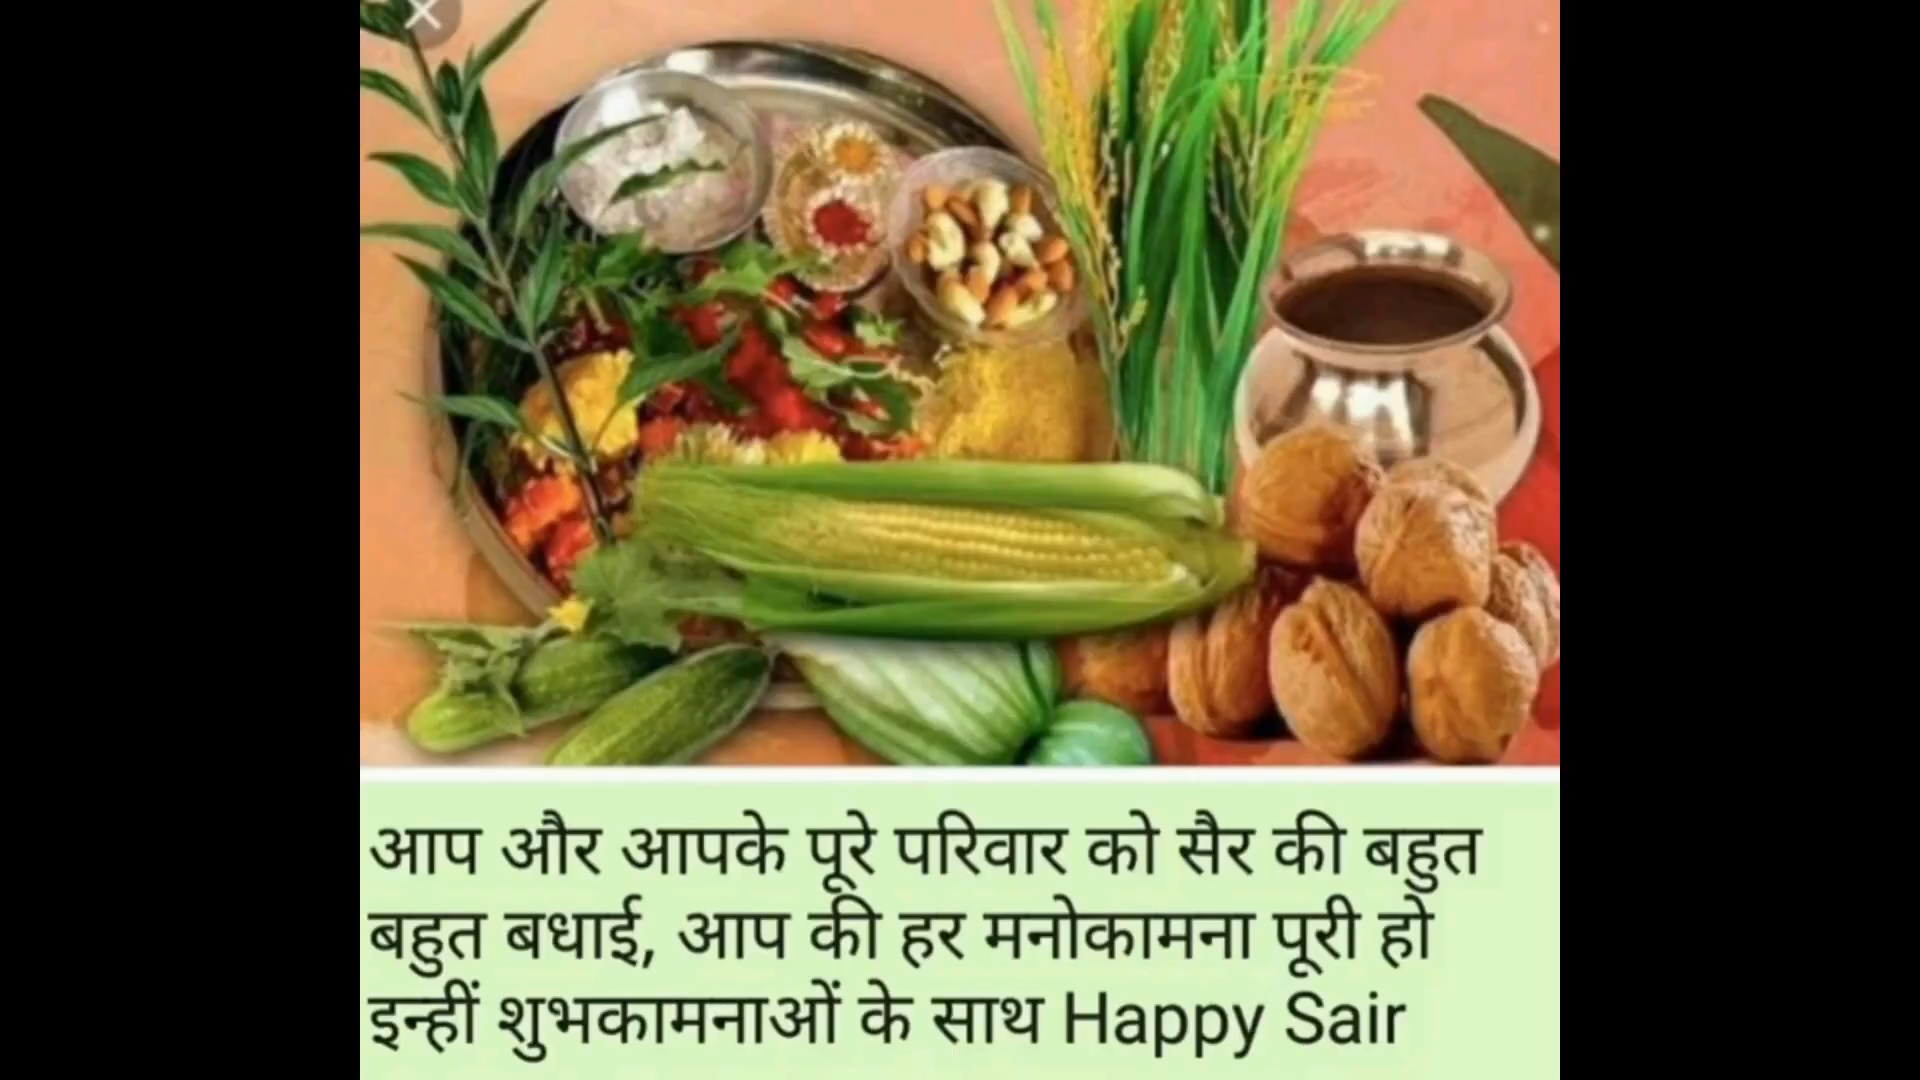 आप और आपके पूरे परिवार को सैर की बहुत
बहुत बधाई, आप की हर मनोकामना पूरी हो
इन्हीं शुभकामनाओं के साथ Happy Sair